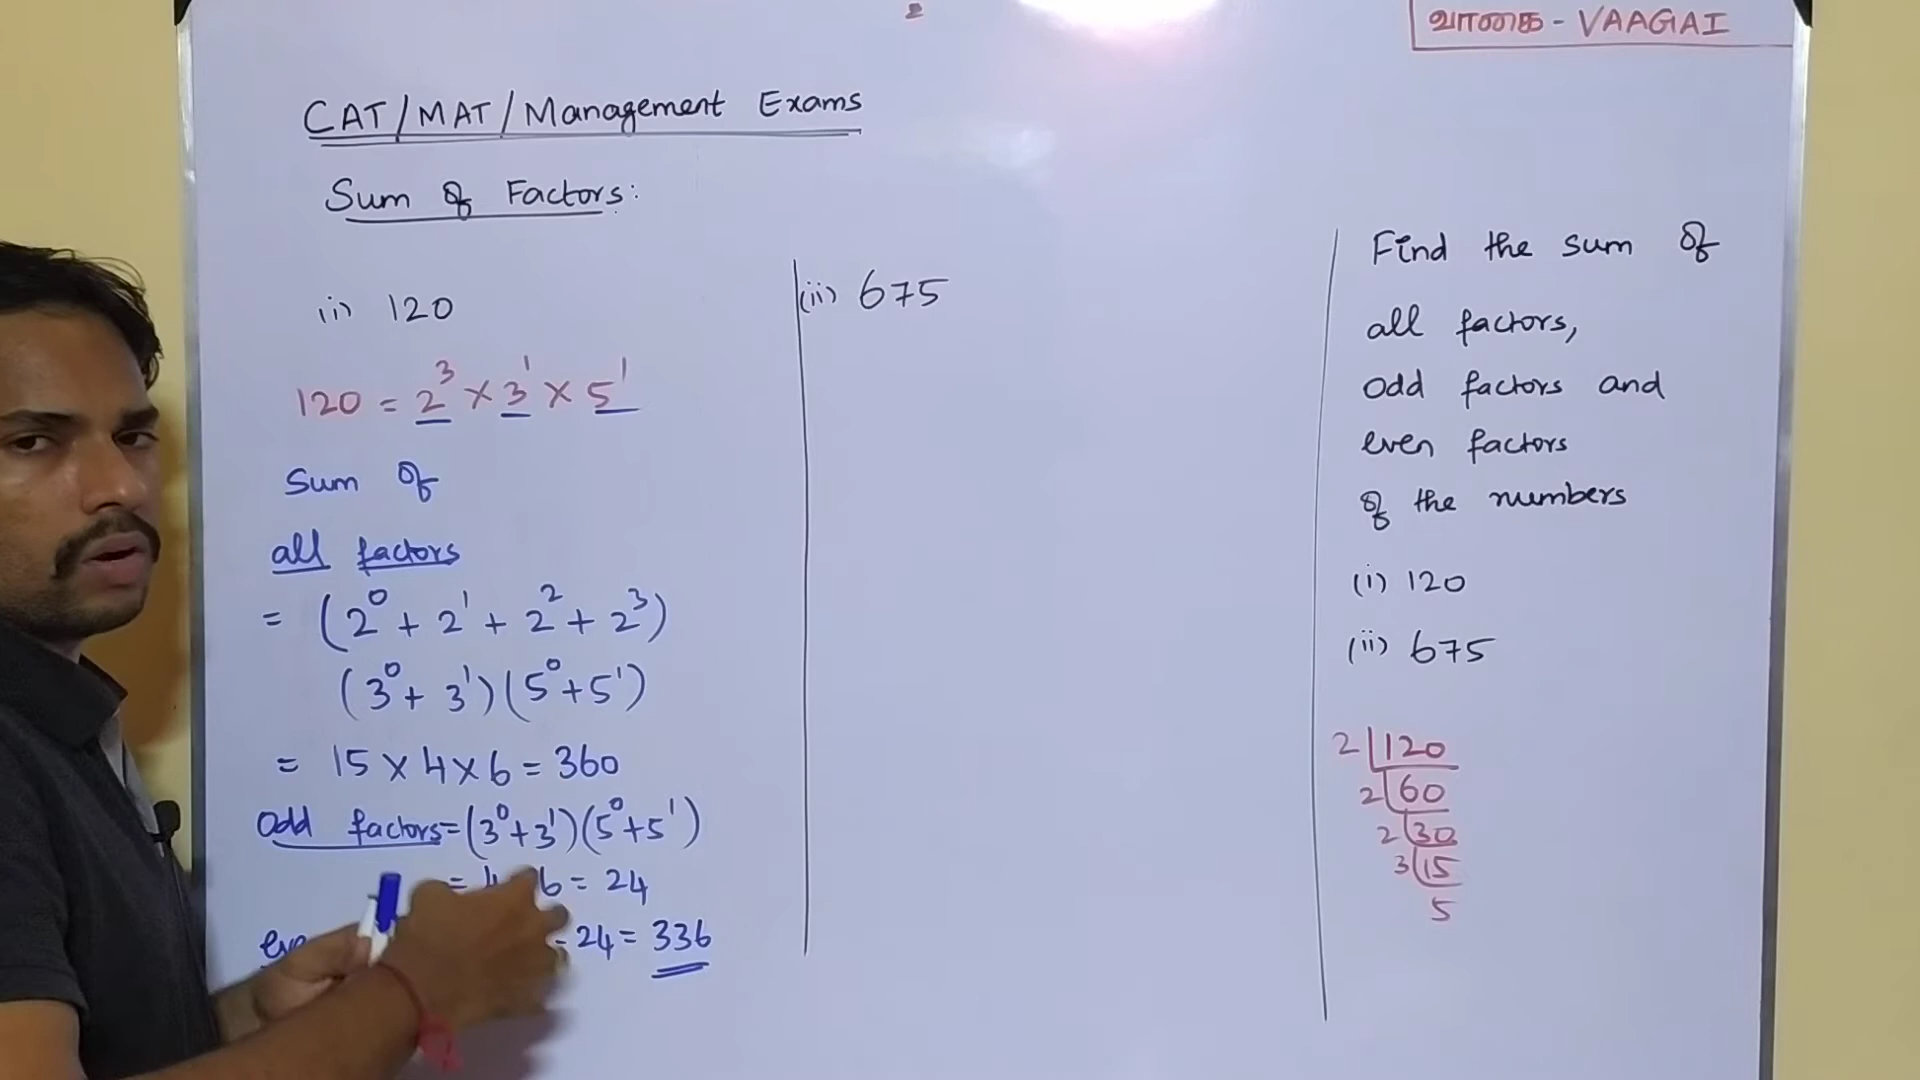 வாகை - VAAGAI
CAT/MAT/Management Exams
Sum of Factors:
(i) 120
120 = 2³ × 3¹ × 5¹
Sum of
all factors
= (2⁰ + 2¹ + 2² + 2³)
(3⁰ + 3¹)(5⁰ + 5¹)
= 15 × 4 × 6 = 360
Odd factors = (3⁰ + 3¹)(5⁰ + 5¹)
= 4 6 = 24
- 24 = 336
(ii) 675
Find the sum of
all factors,
odd factors and
even factors
of the numbers
(i) 120
(ii) 675
2 | 120
2 | 60
2 | 30
3 | 15
5